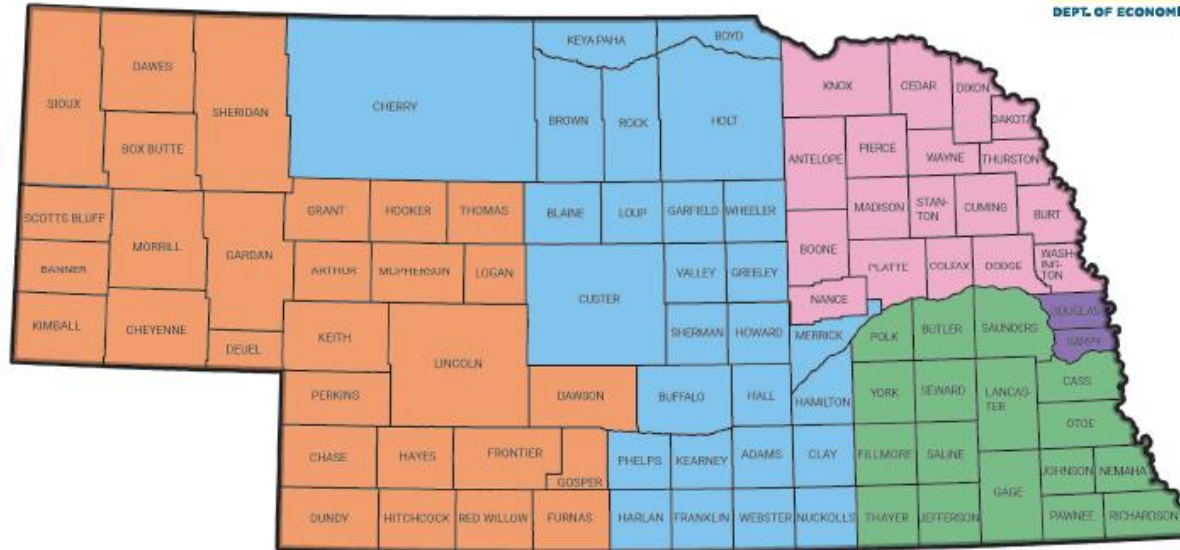 DEPT. OF ECONOMI
KEYA PAHA
BOYD
DAWES
SIOUX
SHERIDAN
CHERRY
BROWN
ROCK
HOLT
KNOX
CEDAR
DIXON
DAKOTA
BOX BUTTE
ANTELOPE
PIERCE
WAYNE
THURSTON
SCOTTS BLUFF
MORRILL
GARDAN
GRANT
HOOKER
THOMAS
BLAINE
LOUP
GARFIELD
WHEELER
MADISON
STAN-
TON
CUMING
BURT
BANNER
ARTHUR
MCPHERSON
LOGAN
VALLEY
GREELEY
BOONE
PLATTE
COLFAX
DODGE
WASH-
ING-
TON
KIMBALL
CHEYENNE
DEUEL
KEITH
LINCOLN
CUSTER
SHERMAN
HOWARD
NANCE
MERRICK
POLK
BUTLER
SAUNDERS
DOUGLAS
SARPY
PERKINS
DAWSON
BUFFALO
HALL
HAMILTON
YORK
SEWARD
LANCAS-
TER
CASS
OTOE
CHASE
HAYES
FRONTIER
GOSPER
PHELPS
KEARNEY
ADAMS
CLAY
FILLMORE
SALINE
GAGE
JOHNSON
NEMAHA
DUNDY
HITCHCOCK
RED WILLOW
FURNAS
HARLAN
FRANKLIN
WEBSTER
NUCKOLLS
THAYER
JEFFERSON
PAWNEE
RICHARDSON